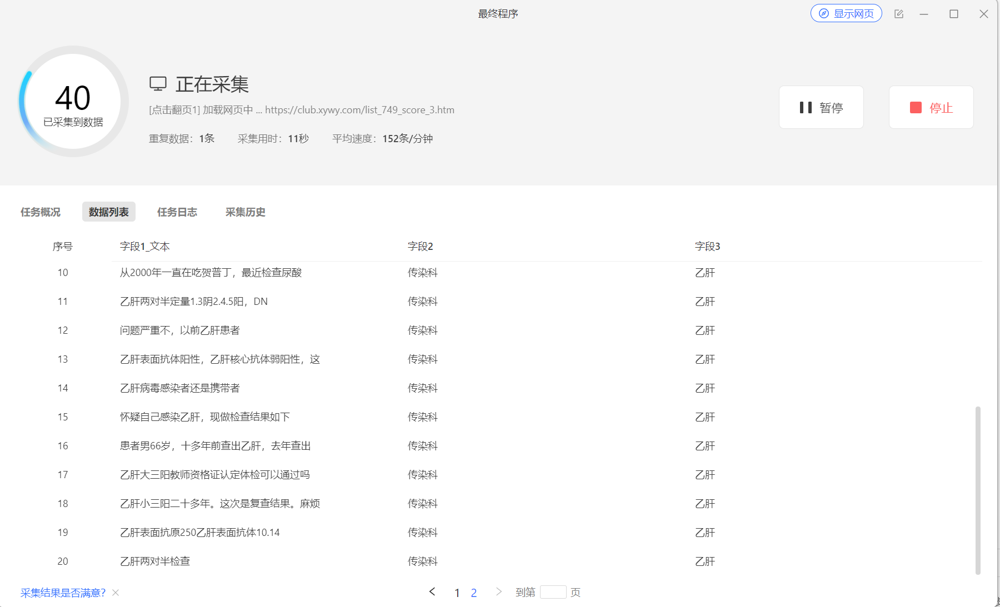 最终程序
显示网页
40
已采集到数据
正在采集
[点击翻页1] 加载网页中 ... https://club.xywy.com/list_749_score_3.htm
重复数据：1条 采集用时：11秒 平均速度：152条/分钟
暂停
停止
任务概况 数据列表 任务日志 采集历史
序号 字段1_文本 字段2 字段3
10 从2000年一直在吃贺普丁，最近检查尿酸 传染科 乙肝
11 乙肝两对半定量1.3阴2.4.5阳，DN 传染科 乙肝
12 问题严重不，以前乙肝患者 传染科 乙肝
13 乙肝表面抗体阳性，乙肝核心抗体弱阳性，这 传染科 乙肝
14 乙肝病毒感染者还是携带者 传染科 乙肝
15 怀疑自己感染乙肝，现做检查结果如下 传染科 乙肝
16 患者男66岁，十多年前查出乙肝，去年查出 传染科 乙肝
17 乙肝大三阳教师资格证认定体检可以通过吗 传染科 乙肝
18 乙肝小三阳二十多年。这次是复查结果。麻烦 传染科 乙肝
19 乙肝表面抗原250乙肝表面抗体10.14 传染科 乙肝
20 乙肝两对半检查 传染科 乙肝
采集结果是否满意?
1 2 到第 页